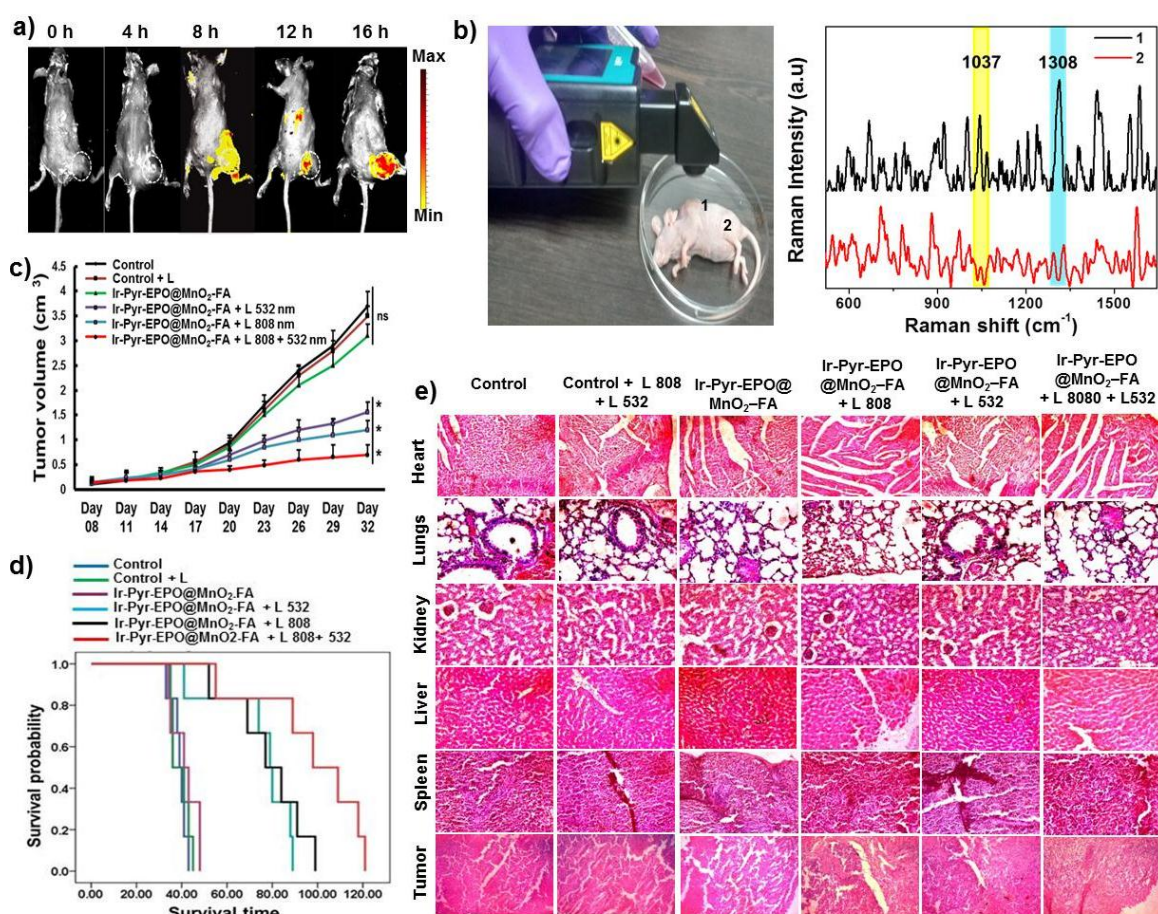 a)
0 h 4 h 8 h 12 h 16 h
Max
Min
b)
1
2
1037 1308
1
2
Raman Intensity (a.u)
600 900 1200 1500
Raman shift (cm-1)
c)
Control
Control + L
Ir-Pyr-EPO@MnO2-FA
Ir-Pyr-EPO@MnO2-FA + L 532 nm
Ir-Pyr-EPO@MnO2-FA + L 808 nm
Ir-Pyr-EPO@MnO2-FA + L 808 + 532 nm
Tumor volume (cm3)
4.5
4
3.5
3
2.5
2
1.5
1
0.5
0
ns
*
*
*
Day Day Day Day Day Day Day Day Day
08 11 14 17 20 23 26 29 32
d)
Control
Control + L
Ir-Pyr-EPO@MnO2.FA
Ir-Pyr-EPO@MnO2-FA + L 532
Ir-Pyr-EPO@MnO2-FA + L 808
Ir-Pyr-EPO@MnO2-FA + L 808+ 532
Survival probability
1.0
0.8
0.6
0.4
0.2
0.0
.00 20.00 40.00 60.00 80.00 100.00 121.00
Survival time
e)
Control
Control + L 808
+ L 532
Ir-Pyr-EPO@
MnO2–FA
Ir-Pyr-EPO
@MnO2–FA
+ L 808
Ir-Pyr-EPO
@MnO2–FA
+ L 532
Ir-Pyr-EPO
@MnO2–FA
+ L 8080 + L532
Heart
Lungs
Kidney
Liver
Spleen
Tumor